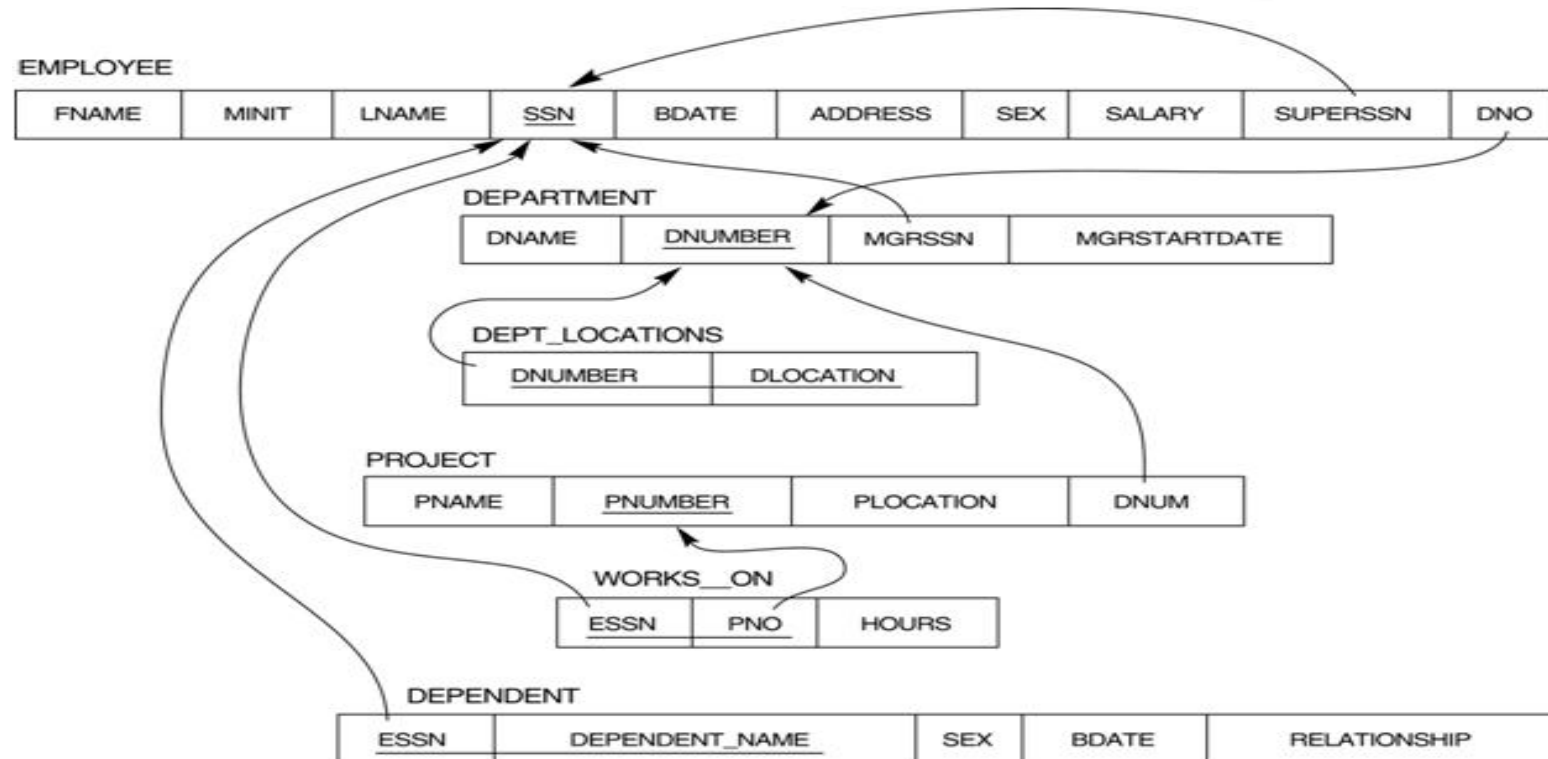 EMPLOYEE
FNAME MINIT LNAME SSN BDATE ADDRESS SEX SALARY SUPERSSN DNO
DEPARTMENT
DNAME DNUMBER MGRSSN MGRSTARTDATE
DEPT_LOCATIONS
DNUMBER DLOCATION
PROJECT
PNAME PNUMBER PLOCATION DNUM
WORKS__ON
ESSN PNO HOURS
DEPENDENT
ESSN DEPENDENT_NAME SEX BDATE RELATIONSHIP